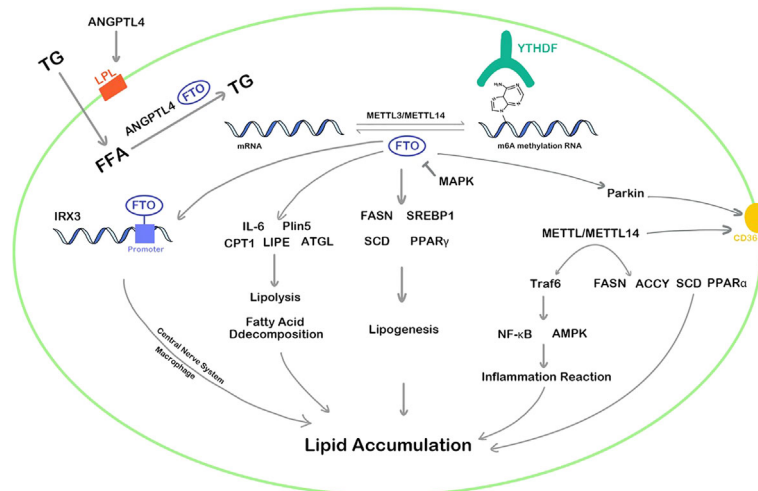 ANGPTL4
TG
LPL
FFA
ANGPTL4
FTO
TG
YTHDF
H₂N
N
N
N
N
METTL3/METTL14
mRNA
m6A methylation RNA
FTO
MAPK
Parkin
CD36
IRX3
FTO
Promoter
IL-6 Plin5
CPT1 LIPE ATGL
FASN SREBP1
SCD PPARγ
METTL/METTL14
Traf6
FASN ACCY SCD PPARα
Lipolysis
Fatty Acid
Ddecomposition
Lipogenesis
NF-κB AMPK
Inflammation Reaction
Central Nerve System
Macrophage
Lipid Accumulation